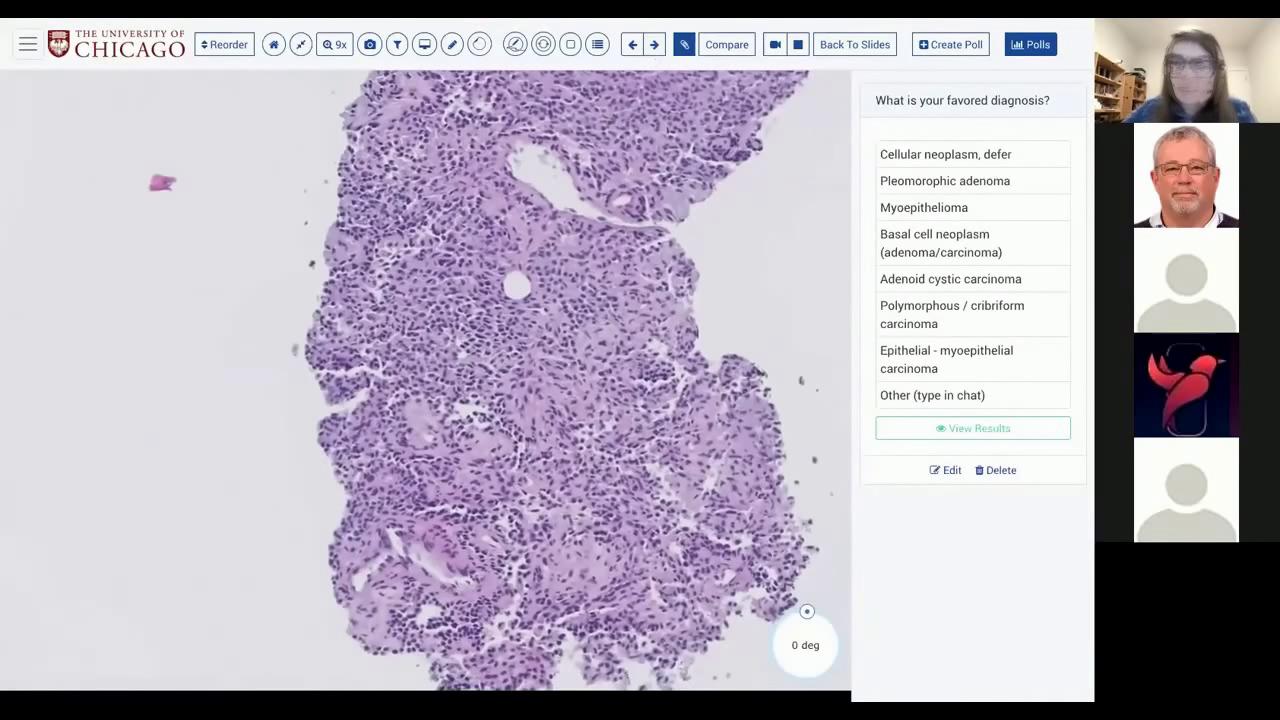 THE UNIVERSITY OF
CHICAGO
Reorder
9x
Compare
Back To Slides
Create Poll
Polls
What is your favored diagnosis?
Cellular neoplasm, defer
Pleomorphic adenoma
Myoepithelioma
Basal cell neoplasm
(adenoma/carcinoma)
Adenoid cystic carcinoma
Polymorphous / cribriform
carcinoma
Epithelial - myoepithelial
carcinoma
Other (type in chat)
View Results
Edit Delete
0 deg